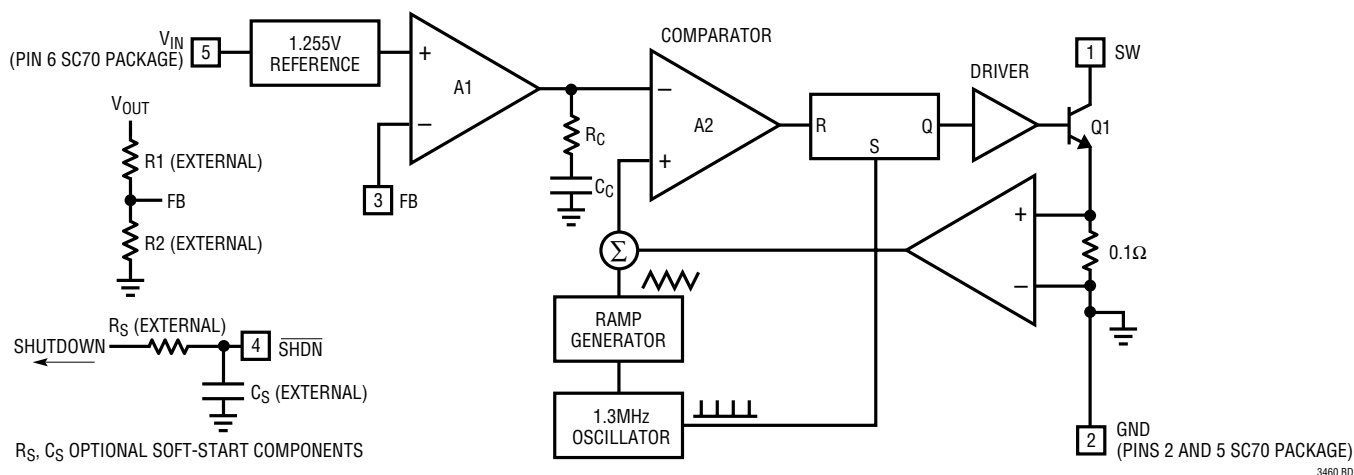 V_IN
(PIN 6 SC70 PACKAGE)
5
1.255V
REFERENCE
+
A1
−
3
FB
R_C
C_C
COMPARATOR
−
A2
+
R
Q
S
DRIVER
1
SW
Q1
+
−
0.1Ω
V_OUT
R1 (EXTERNAL)
FB
R2 (EXTERNAL)
Σ
RAMP
GENERATOR
1.3MHz
OSCILLATOR
R_S (EXTERNAL)
SHUTDOWN
4
SHDN
C_S (EXTERNAL)
R_S, C_S OPTIONAL SOFT-START COMPONENTS
2
GND
(PINS 2 AND 5 SC70 PACKAGE)
3460 BD